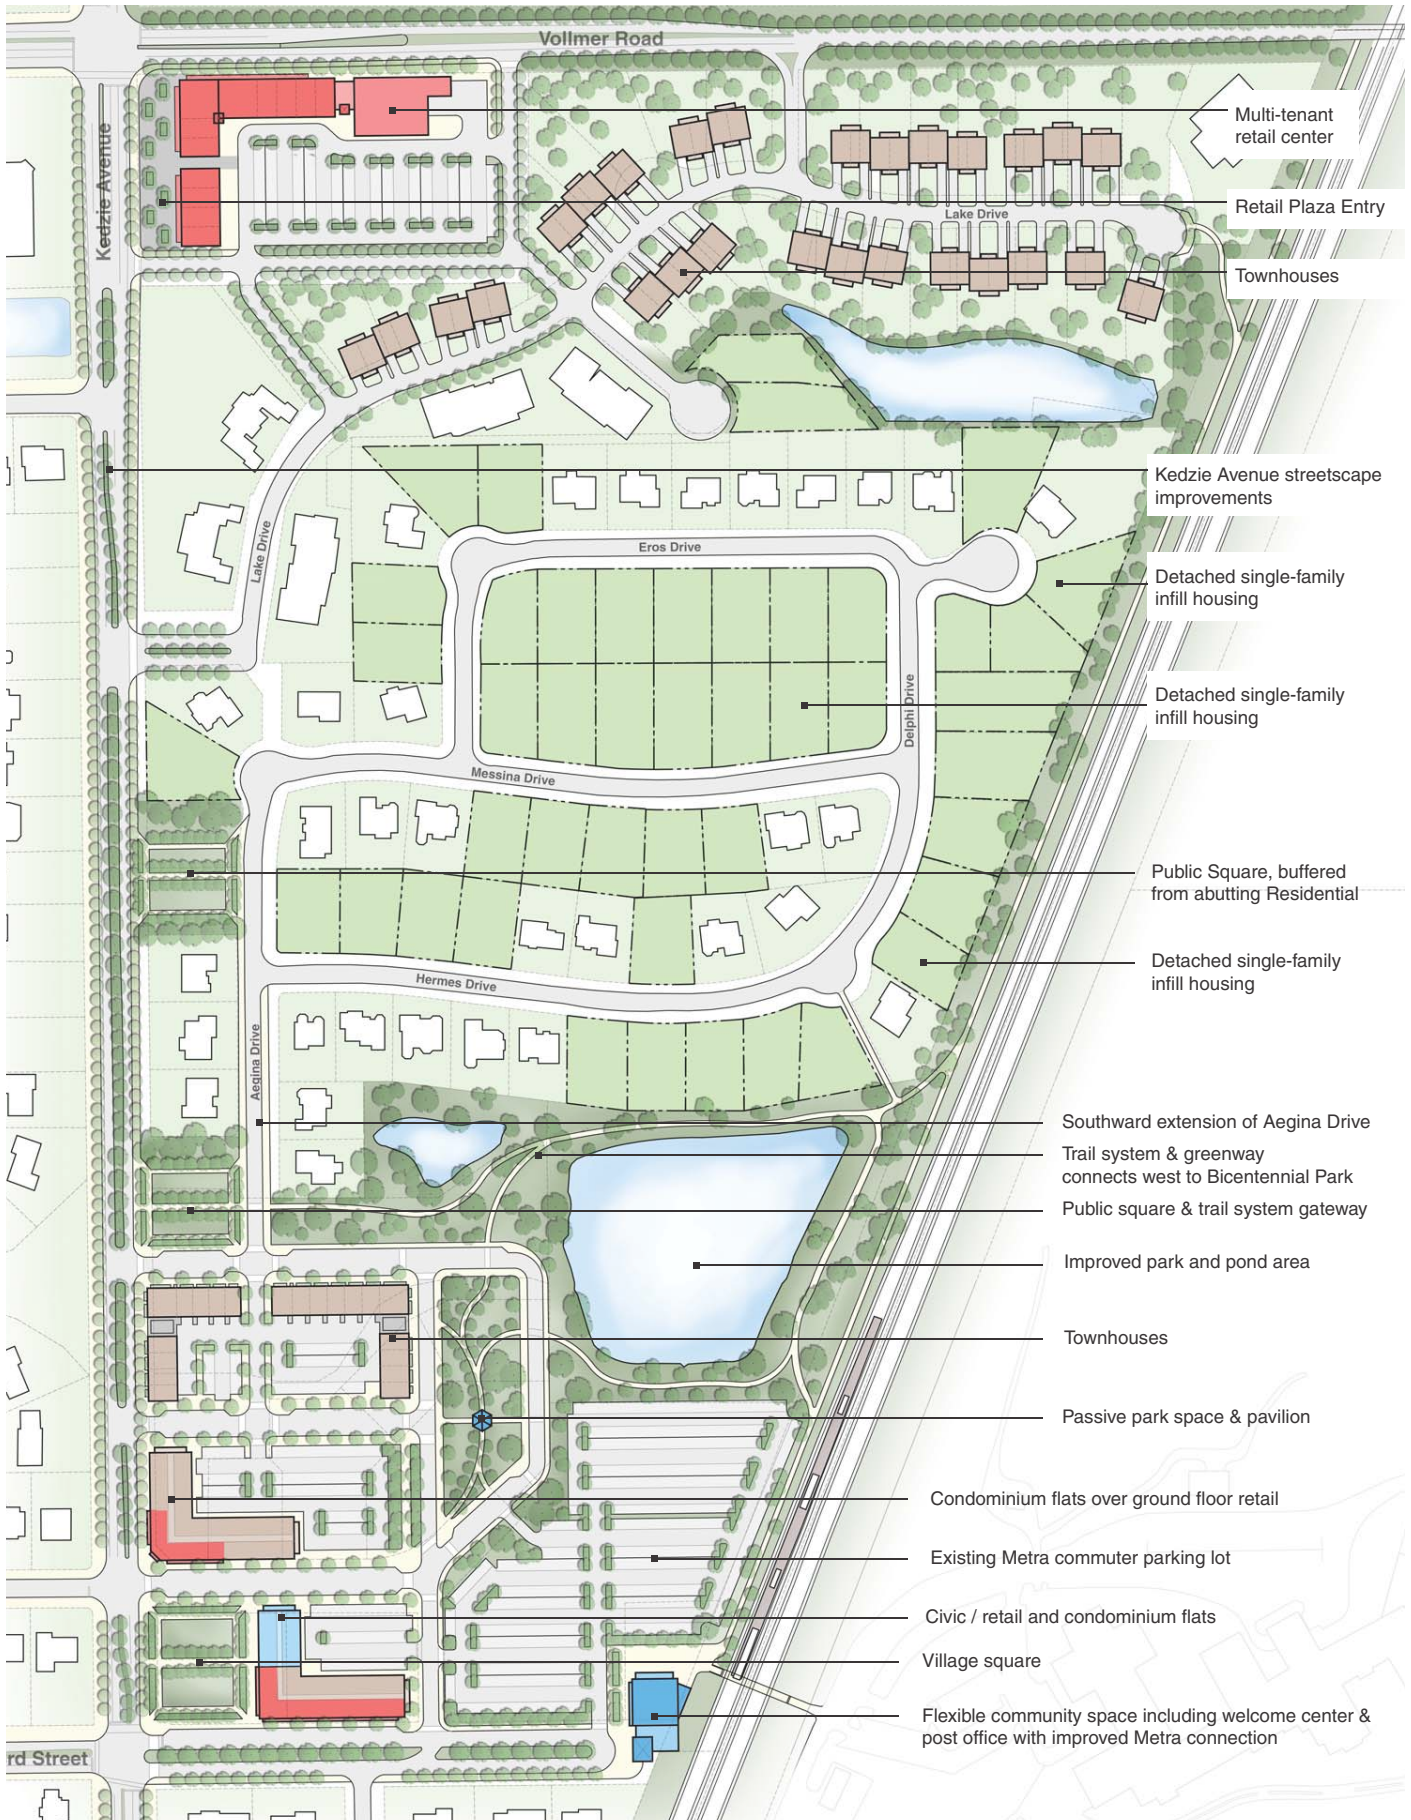 Vollmer Road
Kedzie Avenue
Multi-tenant
retail center
Retail Plaza Entry
Lake Drive
Townhouses
Kedzie Avenue streetscape
improvements
Lake Drive
Eros Drive
Detached single-family
infill housing
Delphi Drive
Detached single-family
infill housing
Messina Drive
Public Square, buffered
from abutting Residential
Detached single-family
infill housing
Hermes Drive
Aegina Drive
Southward extension of Aegina Drive
Trail system & greenway
connects west to Bicentennial Park
Public square & trail system gateway
Improved park and pond area
Townhouses
Passive park space & pavilion
Condominium flats over ground floor retail
Existing Metra commuter parking lot
Civic / retail and condominium flats
Village square
Flexible community space including welcome center &
post office with improved Metra connection
rd Street